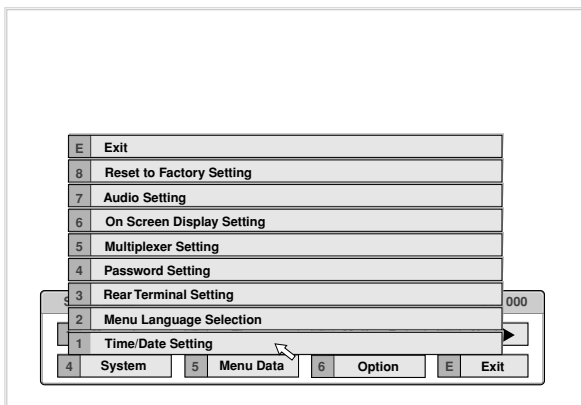 E Exit
8 Reset to Factory Setting
7 Audio Setting
6 On Screen Display Setting
5 Multiplexer Setting
4 Password Setting
3 Rear Terminal Setting
000
2 Menu Language Selection
1 Time/Date Setting
4 System 5 Menu Data 6 Option E Exit